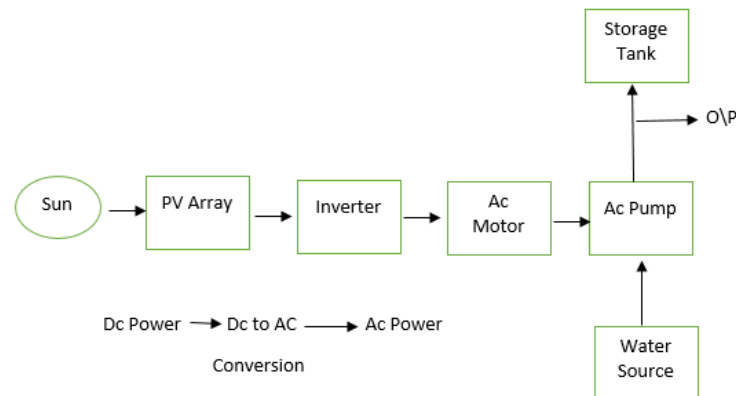 Storage
Tank
O\P
Sun
PV Array
Inverter
Ac
Motor
Ac Pump
Dc Power
Dc to AC
Ac Power
Conversion
Water
Source